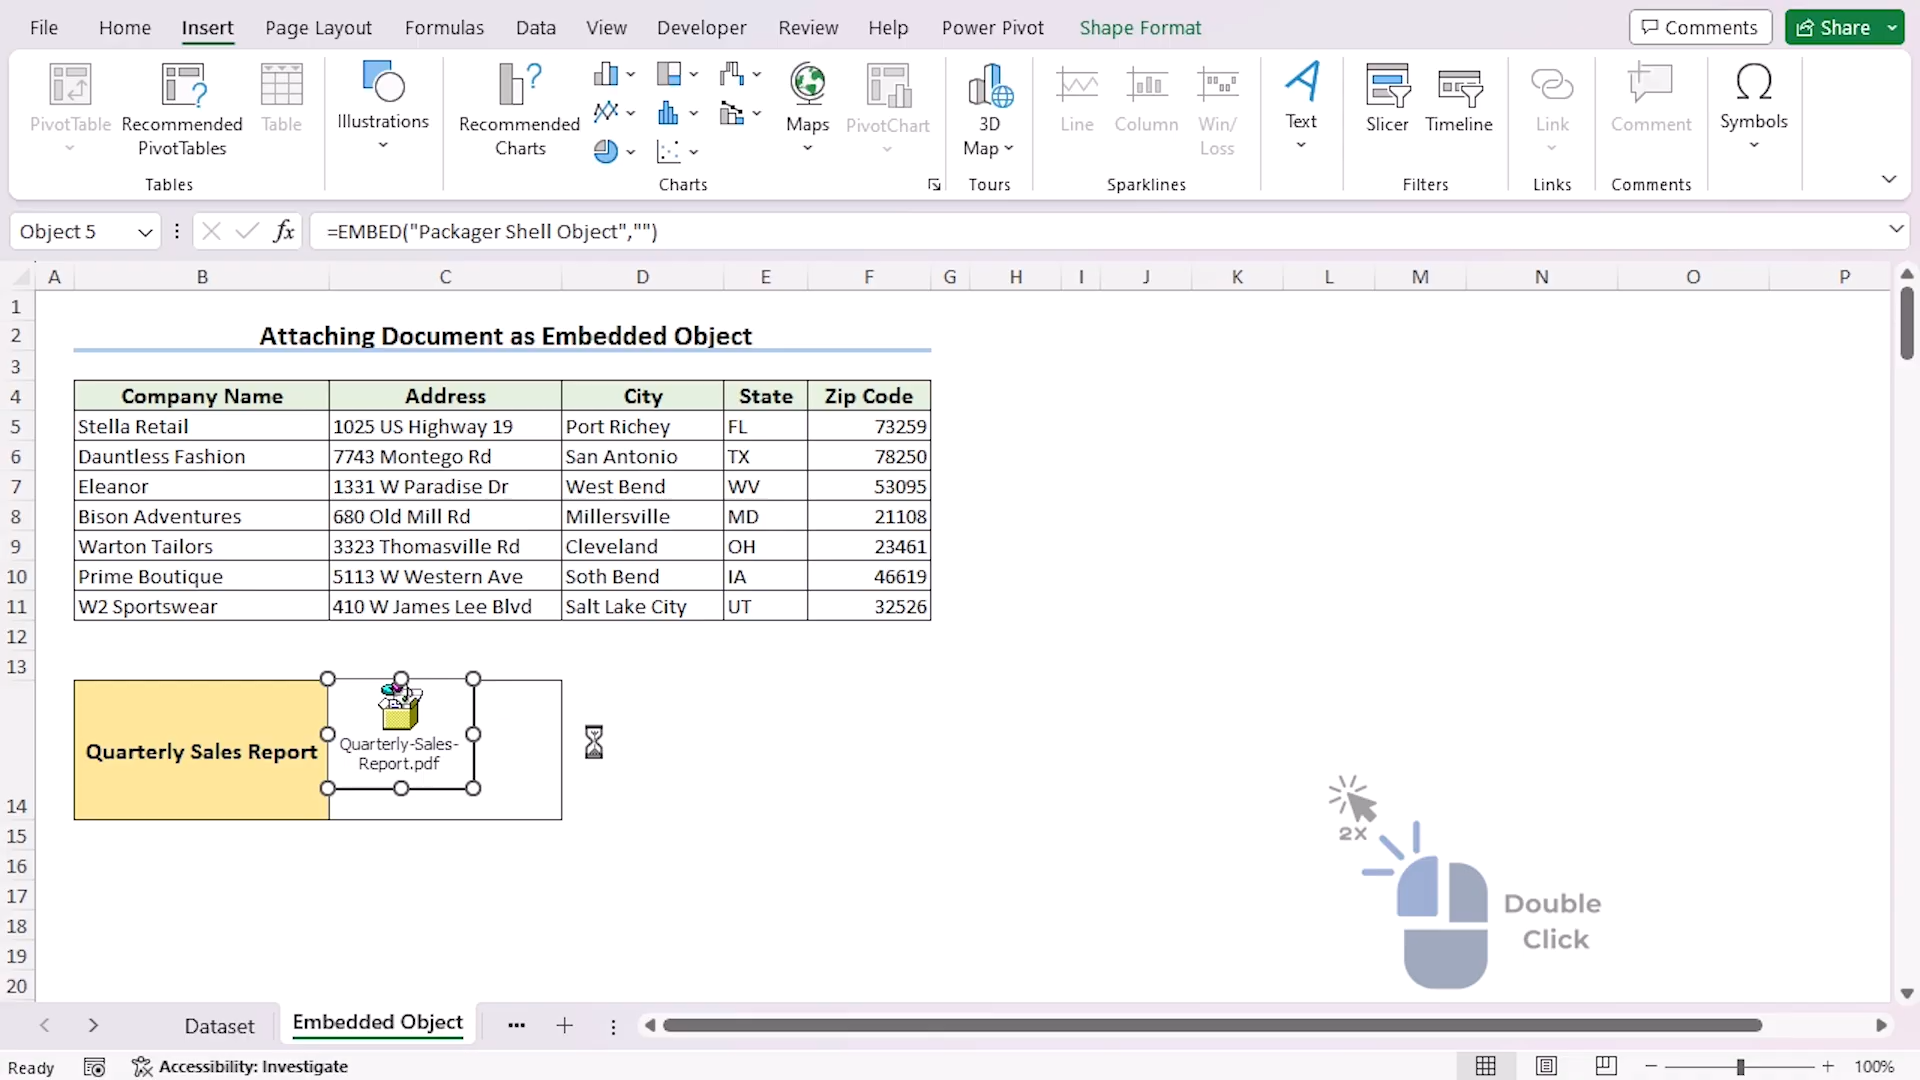 File Home Insert Page Layout Formulas Data View Developer Review Help Power Pivot Shape Format Comments Share
PivotTable
Recommended
PivotTables
Table
Tables
Illustrations
Recommended
Charts
Maps
PivotChart
Charts
3D
Map
Tours
Line
Column
Win/
Loss
Sparklines
Text
Slicer
Timeline
Filters
Link
Links
Comment
Comments
Symbols
Object 5 fx =EMBED("Packager Shell Object","")
A B C D E F G H I J K L M N O P
1
2 Attaching Document as Embedded Object
3
4 Company Name Address City State Zip Code
5 Stella Retail 1025 US Highway 19 Port Richey FL 73259
6 Dauntless Fashion 7743 Montego Rd San Antonio TX 78250
7 Eleanor 1331 W Paradise Dr West Bend WV 53095
8 Bison Adventures 680 Old Mill Rd Millersville MD 21108
9 Warton Tailors 3323 Thomasville Rd Cleveland OH 23461
10 Prime Boutique 5113 W Western Ave Soth Bend IA 46619
11 W2 Sportswear 410 W James Lee Blvd Salt Lake City UT 32526
12
13
Quarterly Sales Report
Quarterly-Sales-
Report.pdf
14
15
16
17
18
19
20
2X
Double
Click
Dataset Embedded Object
Ready Accessibility: Investigate 100%